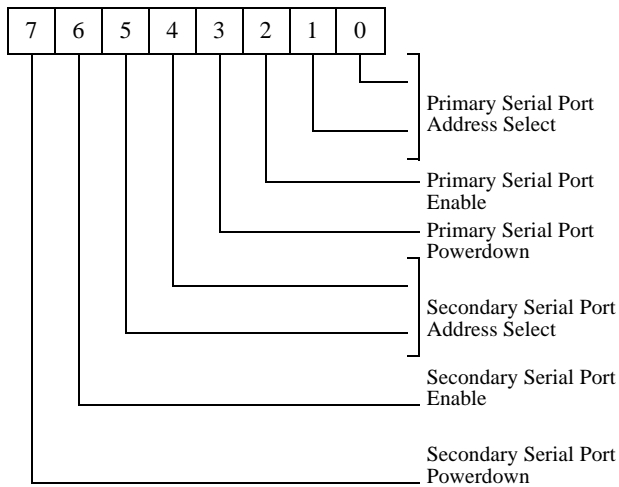 7 6 5 4 3 2 1 0
Primary Serial Port
Address Select
Primary Serial Port
Enable
Primary Serial Port
Powerdown
Secondary Serial Port
Address Select
Secondary Serial Port
Enable
Secondary Serial Port
Powerdown